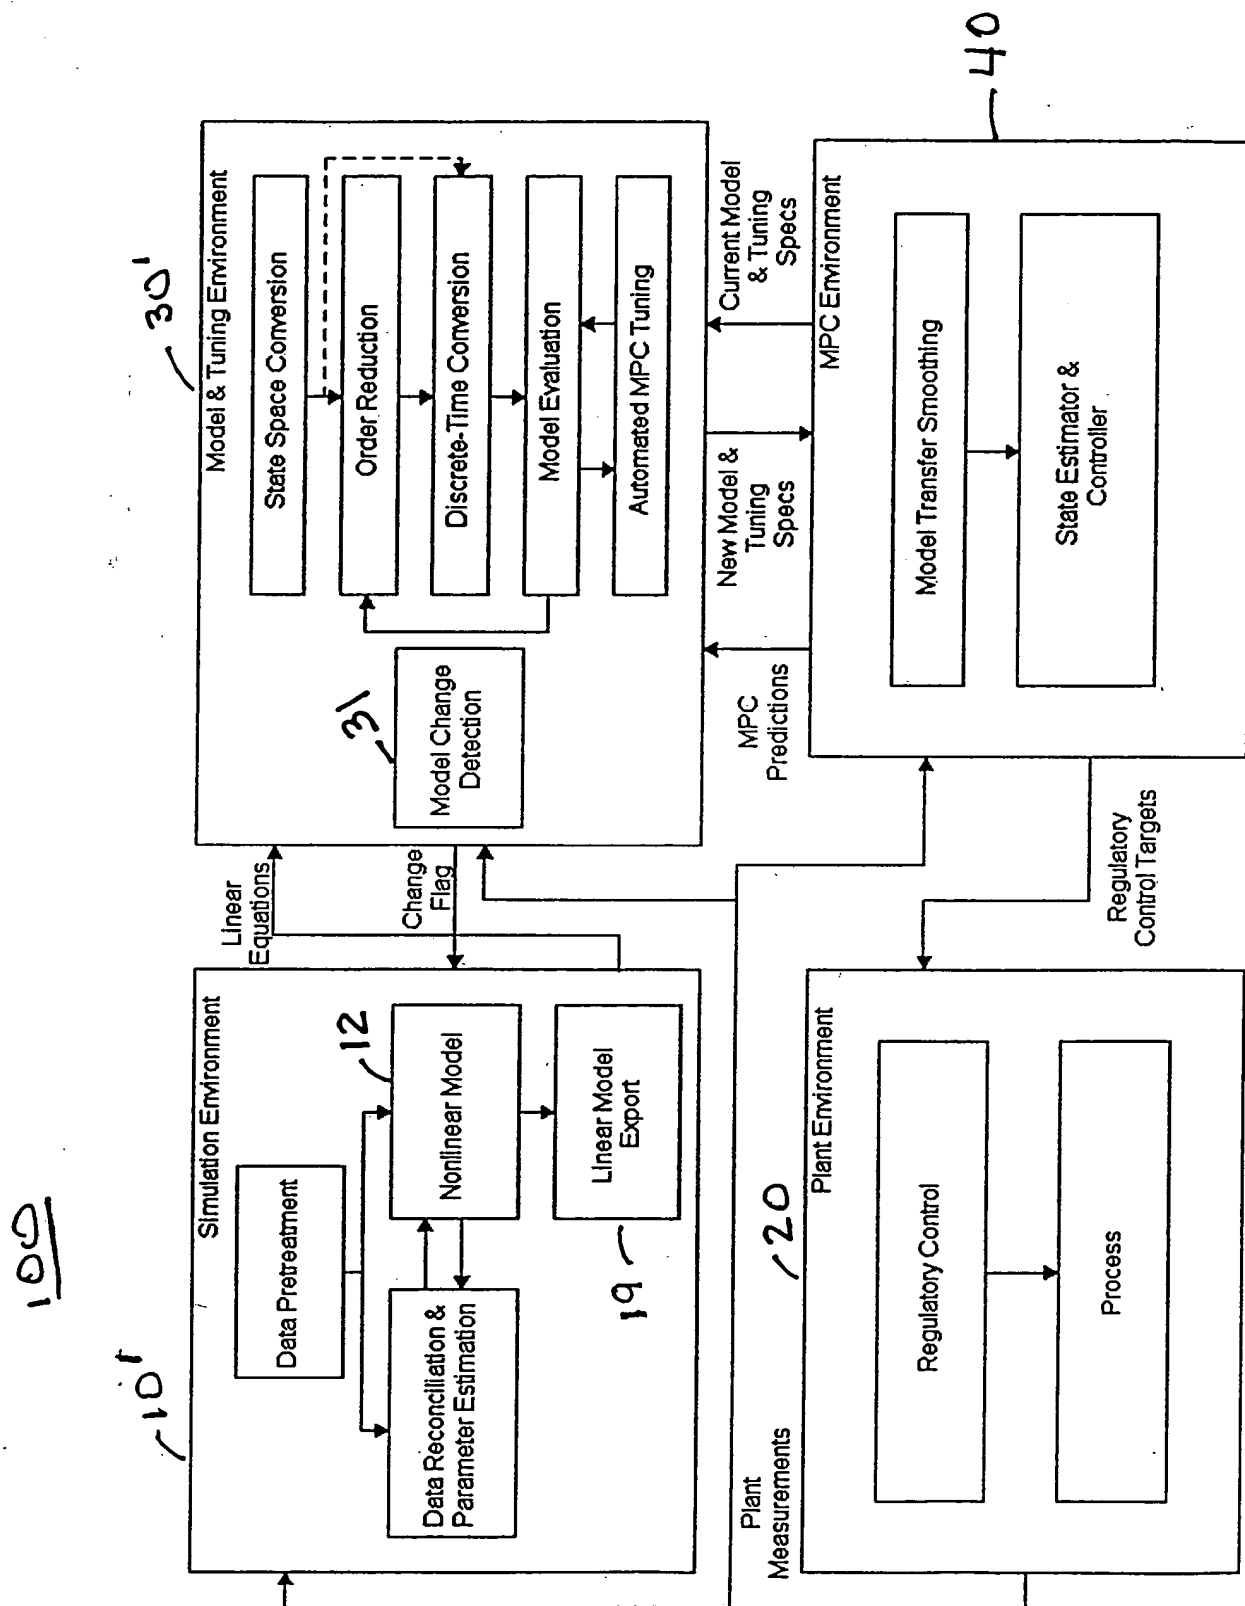 100
10'
Simulation Environment
Data Pretreatment
Data Reconciliation &
Parameter Estimation
12
Nonlinear Model
19
Linear Model
Export
Linear
Equations
Change
Flag
30'
Model & Tuning Environment
31
Model Change
Detection
State Space Conversion
Order Reduction
Discrete-Time Conversion
Model Evaluation
Automated MPC Tuning
Plant
Measurements
20
Plant Environment
Regulatory Control
Process
Regulatory
Control Targets
MPC
Predictions
New Model &
Tuning
Specs
Current Model
& Tuning
Specs
40
MPC Environment
Model Transfer Smoothing
State Estimator &
Controller